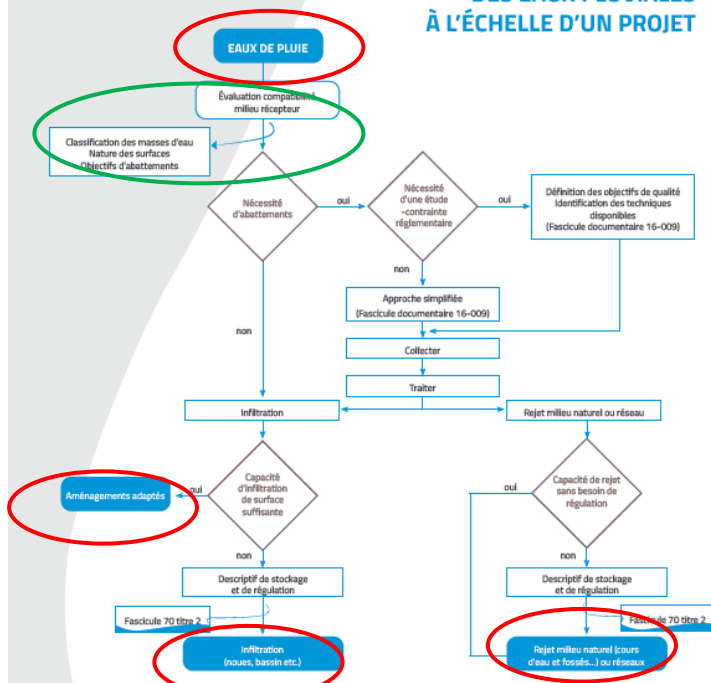 À L'ÉCHELLE D'UN PROJET
EAUX DE PLUIE
Évaluation compatibilité
milieu récepteur
Classification des masses d'eau
Nature des surfaces
Objectifs d'abattements
Nécessité
d'abattements
oui
Nécessité
d'une étude
-contrainte
réglementaire
oui
Définition des objectifs de qualité
Identification des techniques
disponibles
(Fascicule documentaire 16-009)
non
Approche simplifiée
(Fascicule documentaire 16-009)
non
Collecter
Traiter
Infiltration
Rejet milieu naturel ou réseau
Aménagements adaptés
oui
Capacité
d'infiltration
de surface
suffisante
oui
Capacité de rejet
sans besoin de
régulation
non
non
Descriptif de stockage
et de régulation
Descriptif de stockage
et de régulation
Fascicule 70 titre 2
Fascicule 70 titre 2
Infiltration
(noues, bassin etc.)
Rejet milieu naturel (cours
d'eau et fossés...) ou réseaux